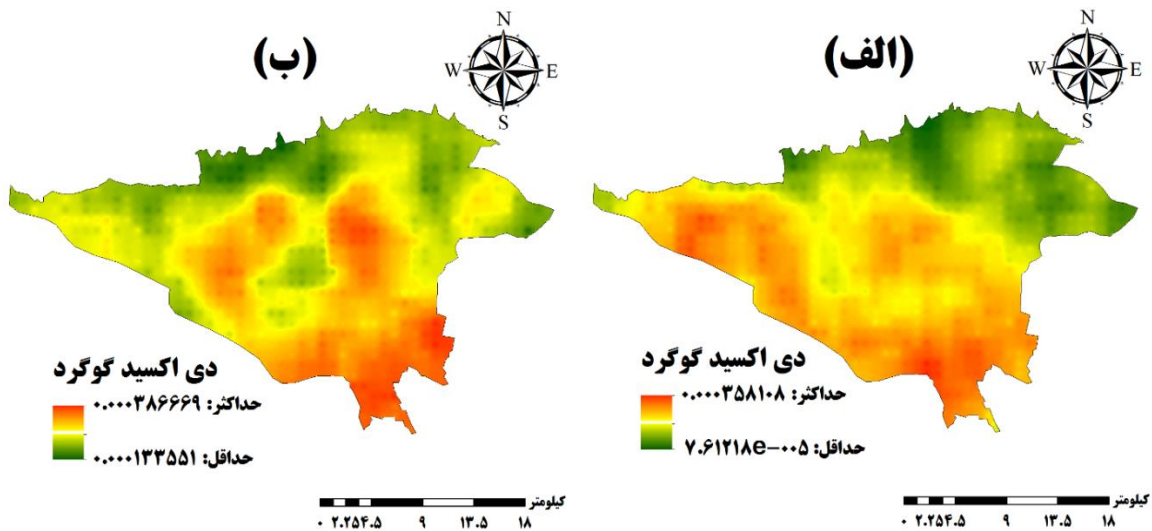 (الف)
N
W E
S
دی اکسید گوگرد
حداکثر: ۰.۰۰۰۳۵۸۱۰۸
حداقل: ۷.۶۱۲۱۸e-۰۰۵
کیلومتر
۰ ۲.۲۵۴.۵ ۹ ۱۳.۵ ۱۸
(ب)
N
W E
S
دی اکسید گوگرد
حداکثر: ۰.۰۰۰۳۸۶۶۶۹
حداقل: ۰.۰۰۰۱۳۳۵۵۱
کیلومتر
۰ ۲.۲۵۴.۵ ۹ ۱۳.۵ ۱۸